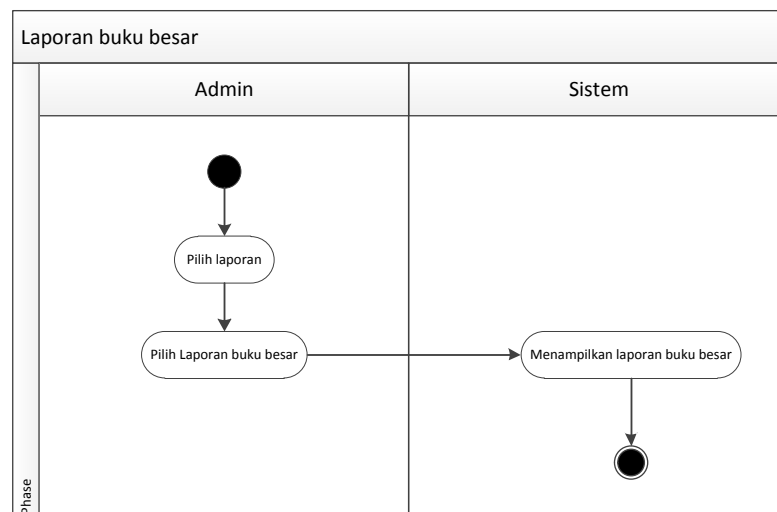 Laporan buku besar
Admin
Sistem
Pilih laporan
Pilih Laporan buku besar
Menampilkan laporan buku besar
Phase